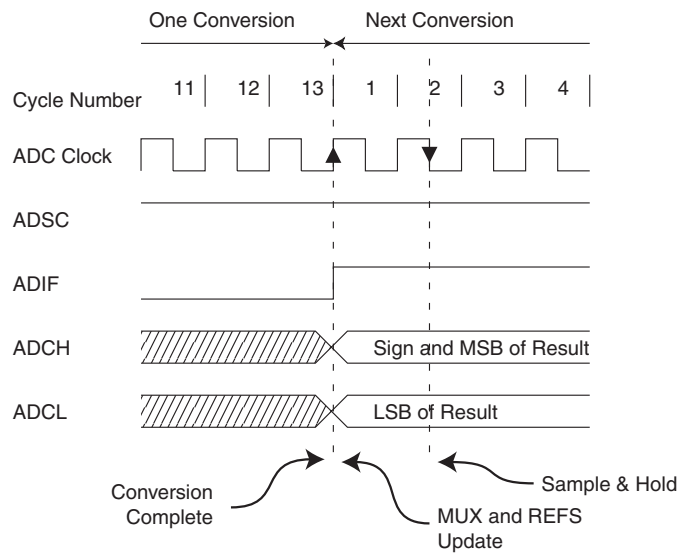 One Conversion Next Conversion
Cycle Number 11 12 13 1 2 3 4
ADC Clock
ADSC
ADIF
ADCH Sign and MSB of Result
ADCL LSB of Result
Conversion
Complete
MUX and REFS
Update
Sample & Hold